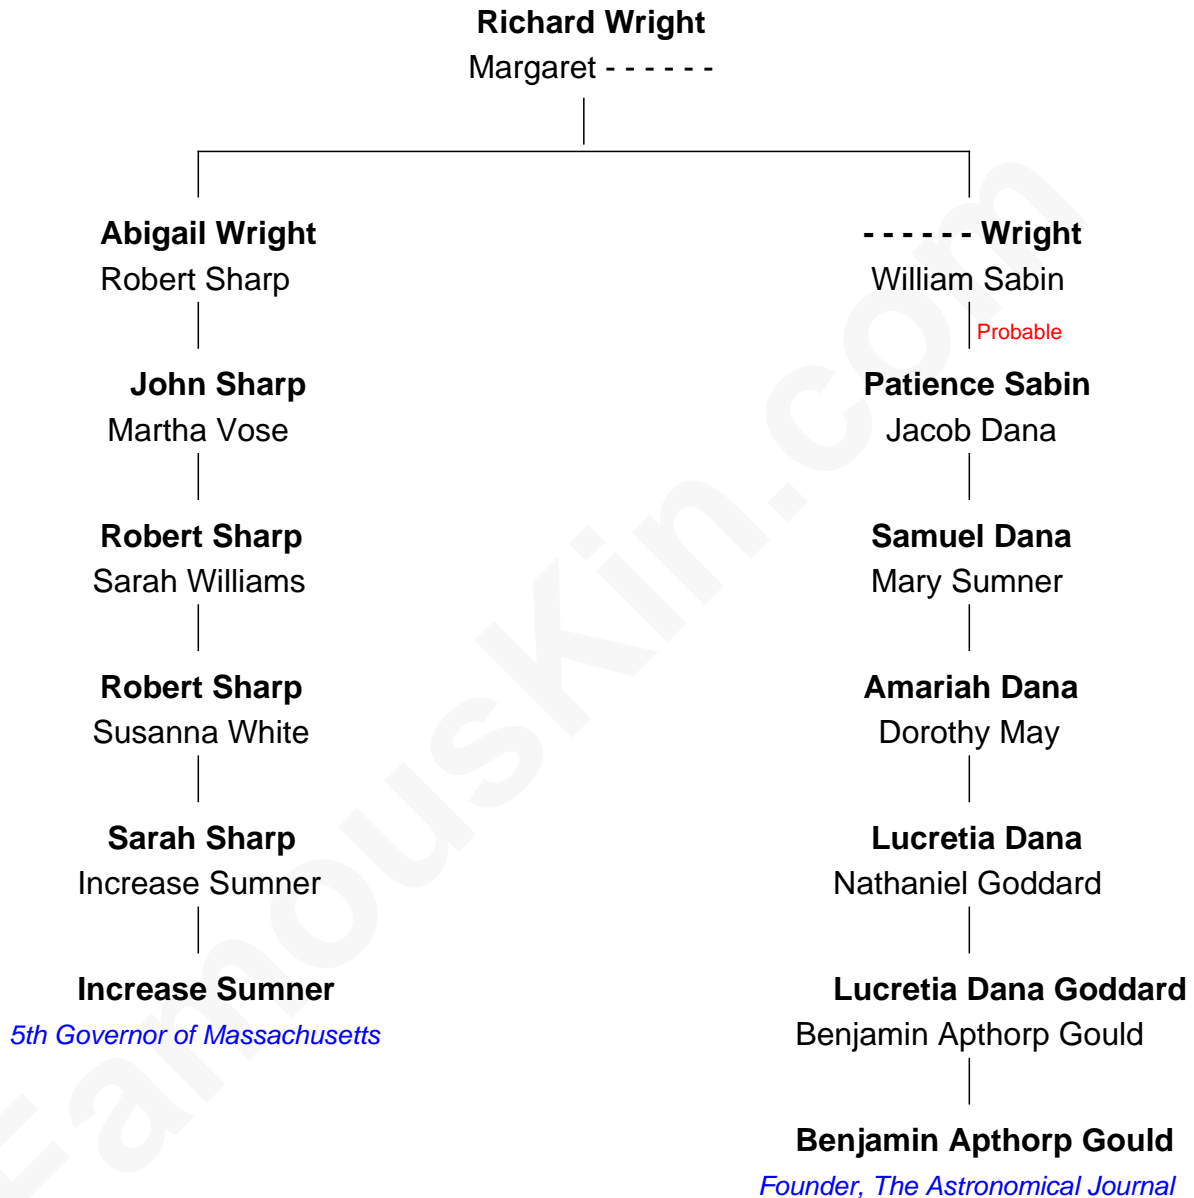 Richard Wright
Margaret - - - - - -
Abigail Wright
Robert Sharp
- - - - - - Wright
William Sabin
Probable
John Sharp
Martha Vose
Patience Sabin
Jacob Dana
Robert Sharp
Sarah Williams
Samuel Dana
Mary Sumner
Robert Sharp
Susanna White
Amariah Dana
Dorothy May
Sarah Sharp
Increase Sumner
Lucretia Dana
Nathaniel Goddard
Increase Sumner
5th Governor of Massachusetts
Lucretia Dana Goddard
Benjamin Apthorp Gould
Benjamin Apthorp Gould
Founder, The Astronomical Journal
FamousKin.com